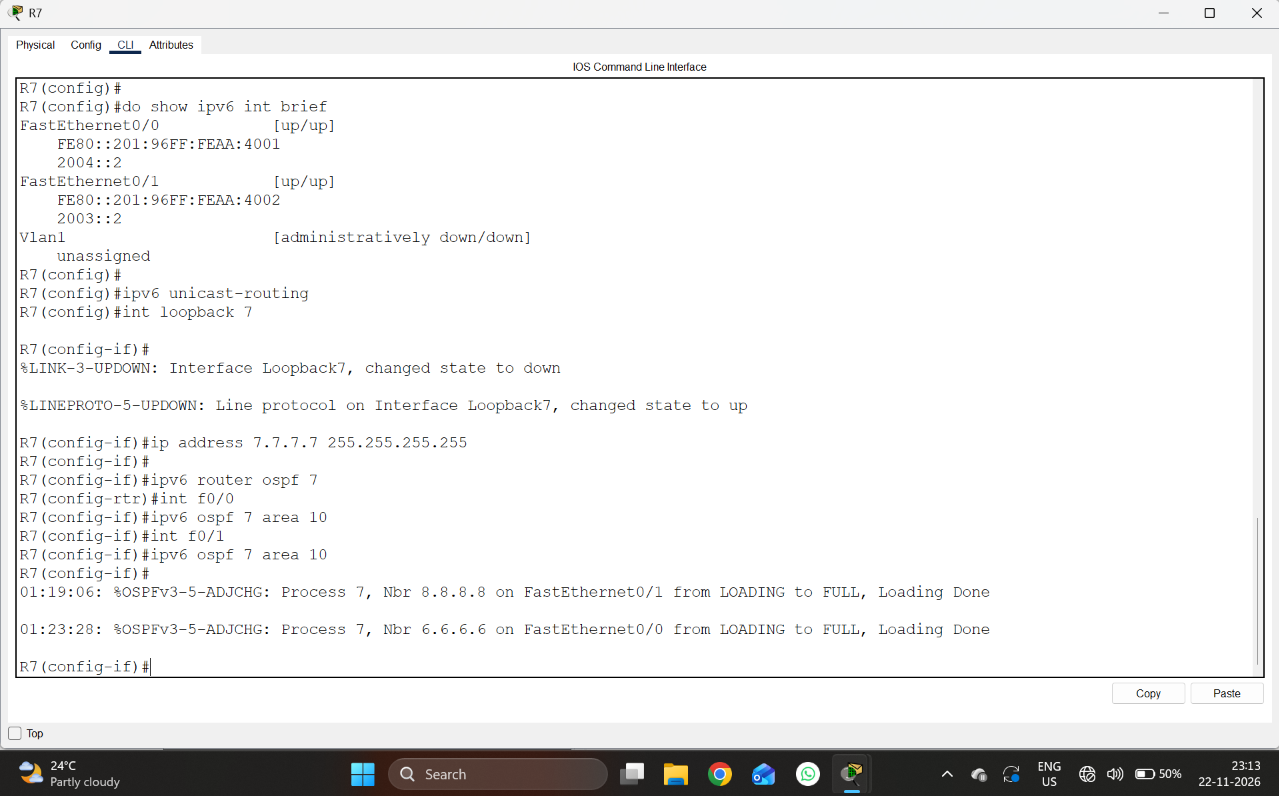 R7
Physical Config CLI Attributes
IOS Command Line Interface
R7(config)#
R7(config)#do show ipv6 int brief
FastEthernet0/0 [up/up]
FE80::201:96FF:FEAA:4001
2004::2
FastEthernet0/1 [up/up]
FE80::201:96FF:FEAA:4002
2003::2
Vlan1 [administratively down/down]
unassigned
R7(config)#
R7(config)#ipv6 unicast-routing
R7(config)#int loopback 7
R7(config-if)#
%LINK-3-UPDOWN: Interface Loopback7, changed state to down
%LINEPROTO-5-UPDOWN: Line protocol on Interface Loopback7, changed state to up
R7(config-if)#ip address 7.7.7.7 255.255.255.255
R7(config-if)#
R7(config-if)#ipv6 router ospf 7
R7(config-rtr)#int f0/0
R7(config-if)#ipv6 ospf 7 area 10
R7(config-if)#int f0/1
R7(config-if)#ipv6 ospf 7 area 10
R7(config-if)#
01:19:06: %OSPFv3-5-ADJCHG: Process 7, Nbr 8.8.8.8 on FastEthernet0/1 from LOADING to FULL, Loading Done
01:23:28: %OSPFv3-5-ADJCHG: Process 7, Nbr 6.6.6.6 on FastEthernet0/0 from LOADING to FULL, Loading Done
R7(config-if)#
Copy Paste
Top
24°C
Partly cloudy
Search
ENG
US
50%
23:13
22-11-2026